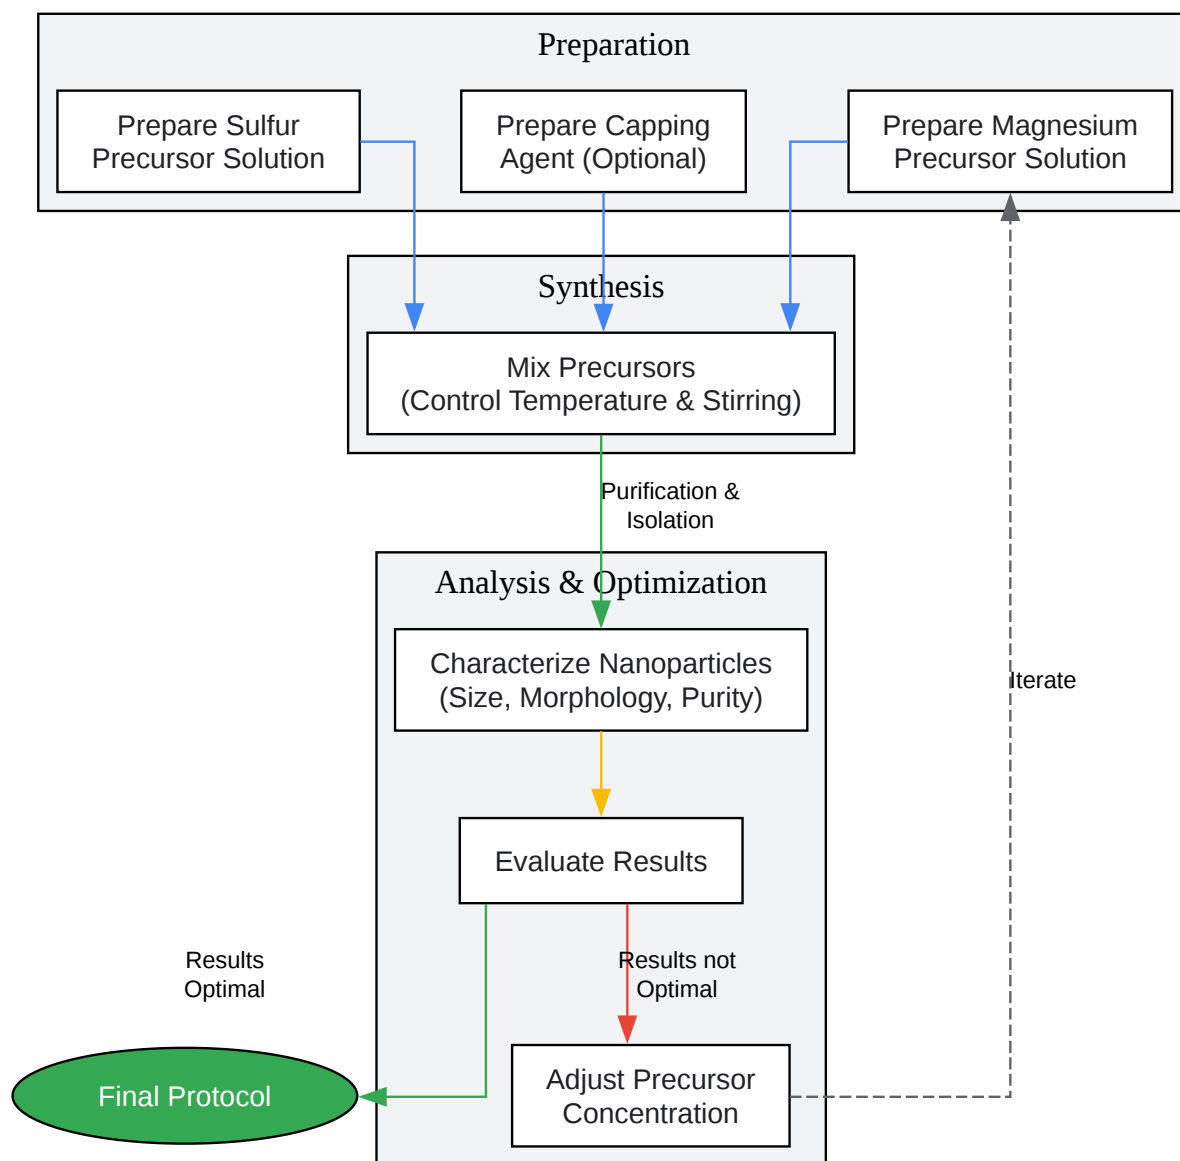 Preparation
Prepare Sulfur
Precursor Solution
Prepare Capping
Agent (Optional)
Prepare Magnesium
Precursor Solution
Synthesis
Mix Precursors
(Control Temperature & Stirring)
Purification &
Isolation
Analysis & Optimization
Characterize Nanoparticles
(Size, Morphology, Purity)
Iterate
Evaluate Results
Results
Optimal
Results not
Optimal
Final Protocol
Adjust Precursor
Concentration